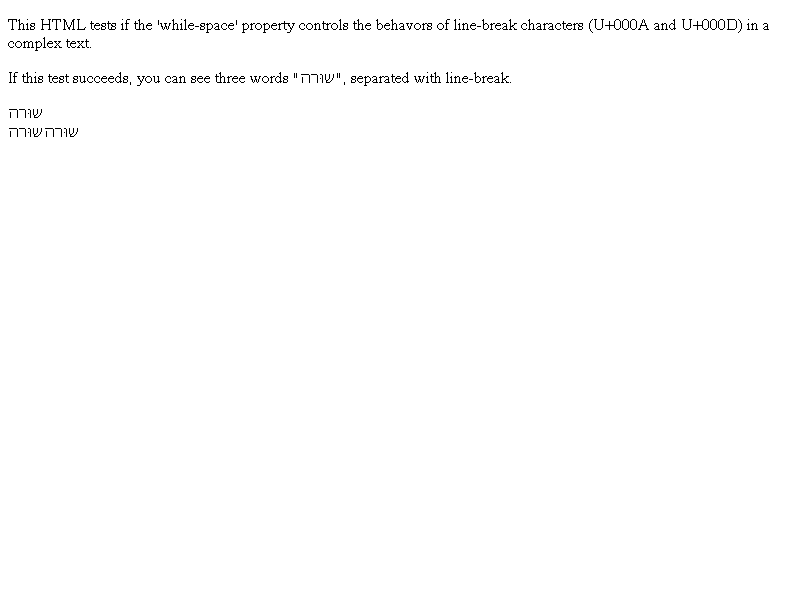 This HTML tests if the 'while-space' property controls the behavors of line-break characters (U+000A and U+000D) in a
complex text.
If this test succeeds, you can see three words "שורה", separated with line-break.
שורה
שורה שורה